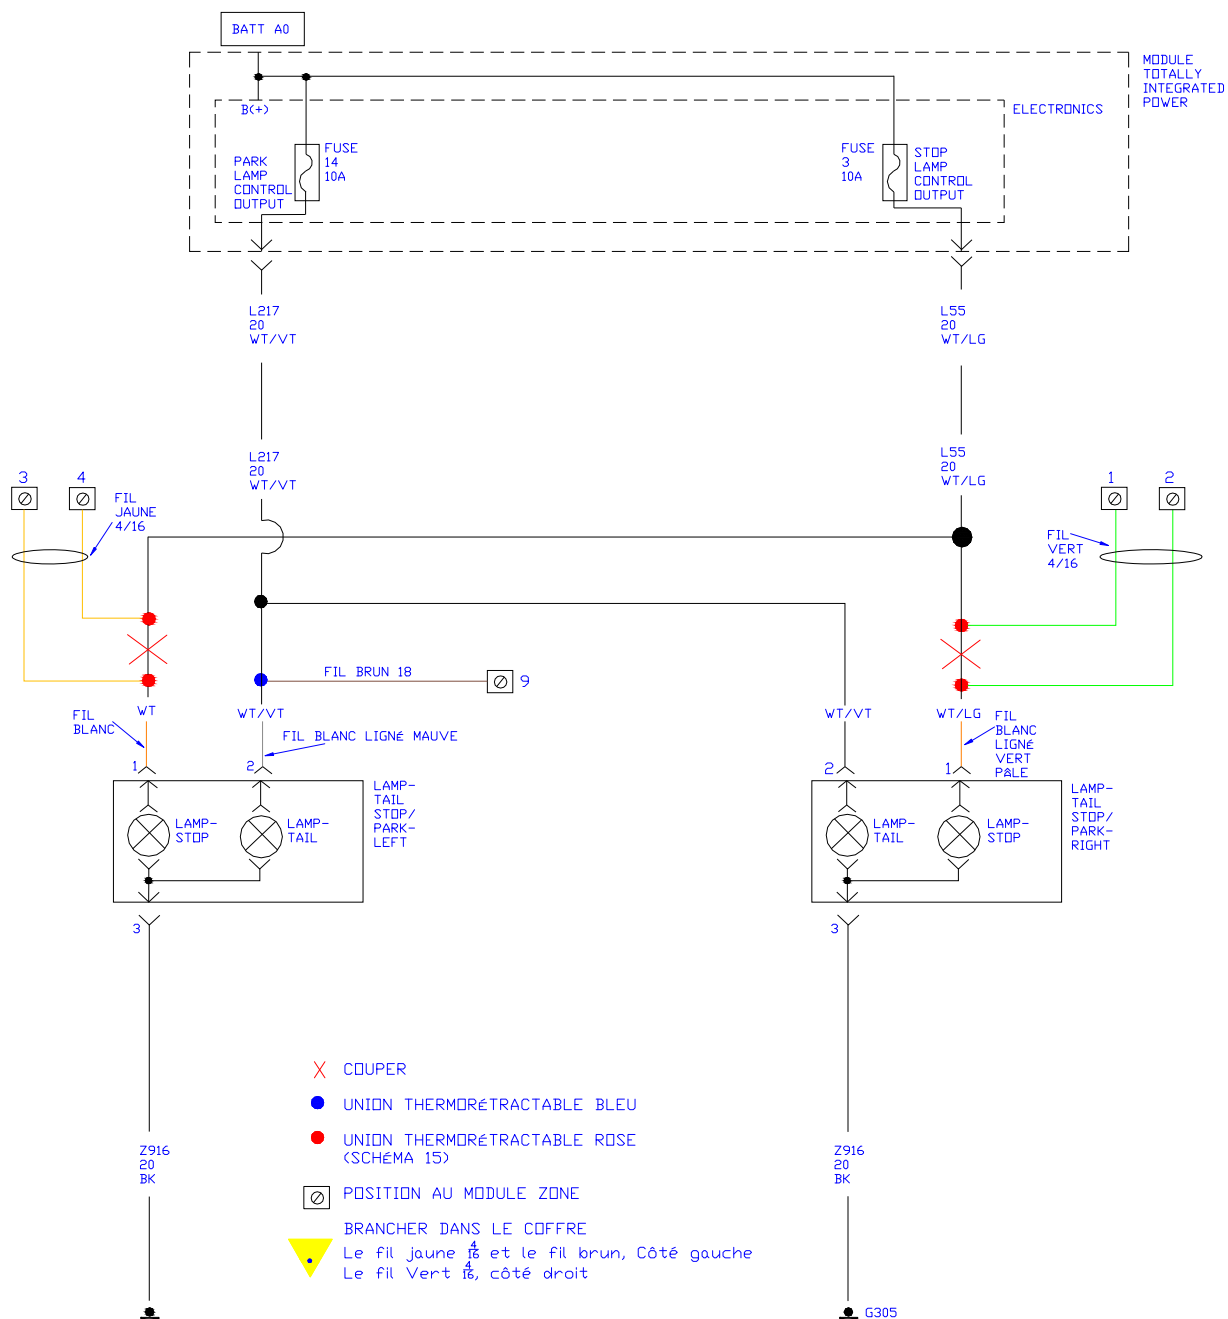 BATT A0
MODULE
TOTALLY
INTEGRATED
POWER
B(+)
ELECTRONICS
FUSE
14
10A
PARK
LAMP
CONTROL
OUTPUT
FUSE
3
10A
STOP
LAMP
CONTROL
OUTPUT
L217
20
WT/VT
L55
20
WT/LG
L217
20
WT/VT
L55
20
WT/LG
3
4
FIL
JAUNE
4/16
1
2
FIL
VERT
4/16
FIL BRUN 18
9
WT
WT/VT
WT/VT
WT/LG
FIL
BLANC
FIL BLANC LIGNÉ MAUVE
FIL
BLANC
LIGNÉ
VERT
PÂLE
1
2
2
1
LAMP-
STOP
LAMP-
TAIL
LAMP-
TAIL
STOP/
PARK-
LEFT
LAMP-
TAIL
LAMP-
STOP
LAMP-
TAIL
STOP/
PARK-
RIGHT
3
3
COUPER
UNION THERMORÉTRACTABLE BLEU
UNION THERMORÉTRACTABLE ROSE
(SCHÉMA 15)
POSITION AU MODULE ZONE
BRANCHER DANS LE COFFRE
Le fil jaune 4/16 et le fil brun, Côté gauche
Le fil Vert 4/16, côté droit
Z916
20
BK
Z916
20
BK
G305